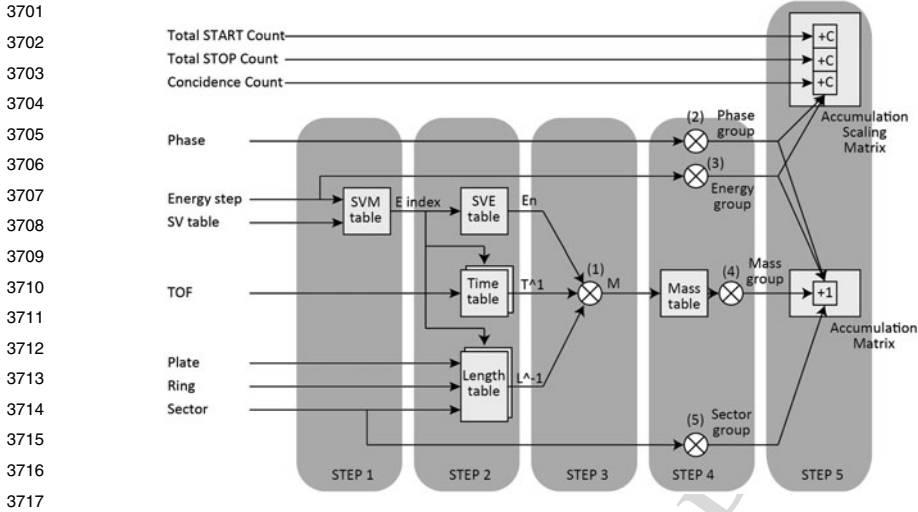 3701
3702
3703
3704
3705
3706
3707
3708
3709
3710
3711
3712
3713
3714
3715
3716
3717
Total START Count
Total STOP Count
Concidence Count
+C
+C
+C
Accumulation
Scaling
Matrix
Phase
(2)
Phase
group
(3)
Energy
group
Energy step
SV table
SVM
table
E index
SVE
table
En
TOF
Time
table
T^1
(1)
M
Mass
table
(4)
Mass
group
+1
Accumulation
Matrix
Plate
Ring
Sector
Length
table
L^-1
(5)
Sector
group
STEP 1
STEP 2
STEP 3
STEP 4
STEP 5